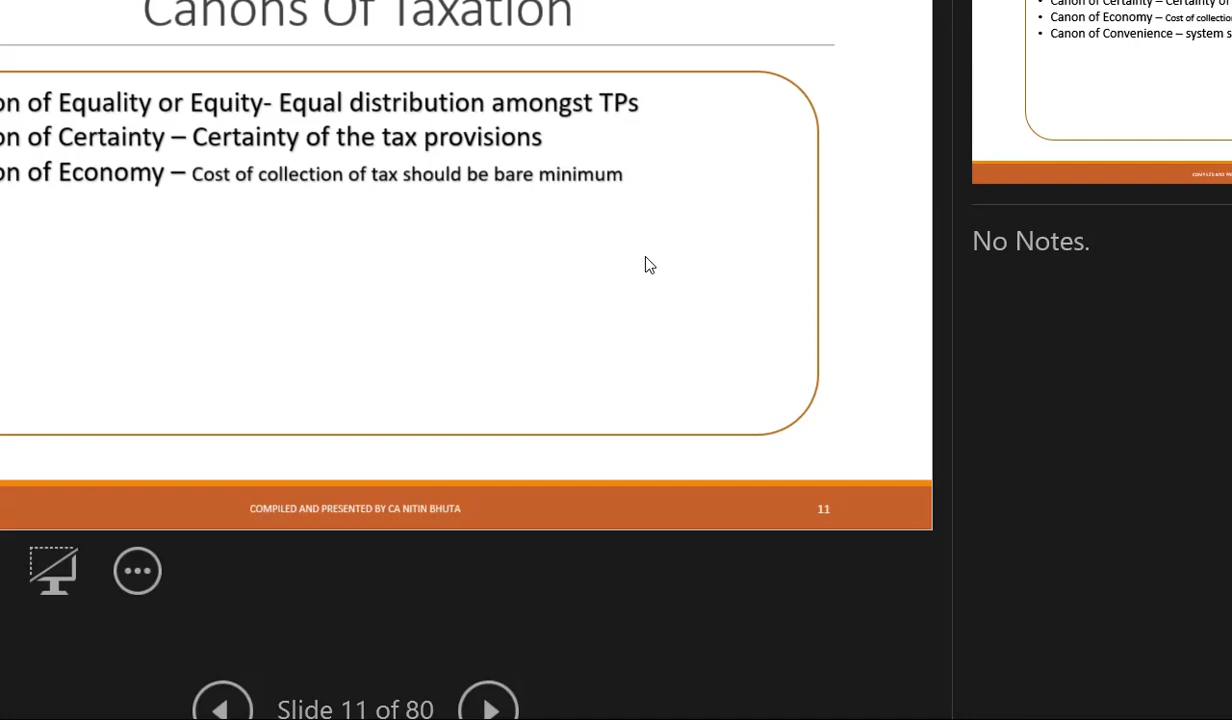 Canons Of Taxation
on of Equality or Equity- Equal distribution amongst TPs
on of Certainty – Certainty of the tax provisions
on of Economy – Cost of collection of tax should be bare minimum
COMPILED AND PRESENTED BY CA NITIN BHUTA
11
Slide 11 of 80
• Canon of Certainty – Certainty of
• Canon of Economy – Cost of collection
• Canon of Convenience – system s
COMPILED AND PR
No Notes.